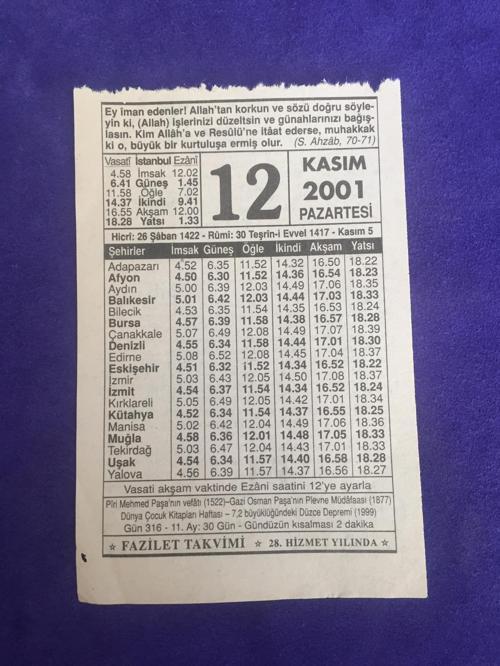 Ey îman edenler! Allah'tan korkun ve sözü doğru söyle-
yin ki, (Allah) işlerinizi düzeltsin ve günahlarınızı bağış-
lasın. Kim Allâh'a ve Resûlü'ne itâat ederse, muhakkak
ki o, büyük bir kurtuluşa ermiş olur. (S. Ahzâb, 70-71)
Vasatî İstanbul Ezânî
4.58 İmsak 12.02
6.41 Güneş 1.45
11.58 Öğle 7.02
14.37 İkindi 9.41
16.55 Akşam 12.00
18.28 Yatsı 1.33
12
KASIM
2001
PAZARTESİ
Hicrî: 26 Şâban 1422 - Rûmi: 30 Teşrîn-i Evvel 1417 - Kasım 5
Şehirler İmsak Güneş Öğle İkindi Akşam Yatsı
Adapazarı 4.52 6.35 11.52 14.32 16.50 18.22
Afyon 4.50 6.30 11.52 14.36 16.54 18.23
Aydın 5.00 6.39 12.03 14.49 17.06 18.35
Balıkesir 5.01 6.42 12.03 14.44 17.03 18.33
Bilecik 4.53 6.35 11.54 14.35 16.53 18.24
Bursa 4.57 6.39 11.58 14.38 16.57 18.28
Çanakkale 5.07 6.49 12.08 14.49 17.07 18.39
Denizli 4.55 6.34 11.58 14.44 17.01 18.30
Edirne 5.08 6.52 12.08 14.45 17.04 18.37
Eskişehir 4.51 6.32 11.52 14.34 16.52 18.22
İzmir 5.03 6.43 12.05 14.50 17.08 18.37
İzmit 4.54 6.37 11.54 14.34 16.52 18.24
Kırklareli 5.05 6.49 12.05 14.42 17.01 18.34
Kütahya 4.52 6.34 11.54 14.37 16.55 18.25
Manisa 5.02 6.42 12.04 14.49 17.06 18.36
Muğla 4.58 6.36 12.01 14.48 17.05 18.33
Tekirdağ 5.03 6.47 12.04 14.43 17.01 18.33
Uşak 4.54 6.34 11.57 14.40 16.58 18.28
Yalova 4.56 6.39 11.57 14.37 16.56 18.27
Vasati akşam vaktinde Ezânî saatini 12'ye ayarla
Pîrî Mehmed Paşa'nın vefâtı (1522)–Gazi Osman Paşa'nın Plevne Müdâfaası (1877)
Dünya Çocuk Kitapları Haftası – 7,2 büyüklüğündeki Düzce Depremi (1999)
Gün 316 - 11. Ay: 30 Gün - Gündüzün kısalması 2 dakika
★ FAZİLET TAKVİMİ ★ 28. HİZMET YILINDA ★